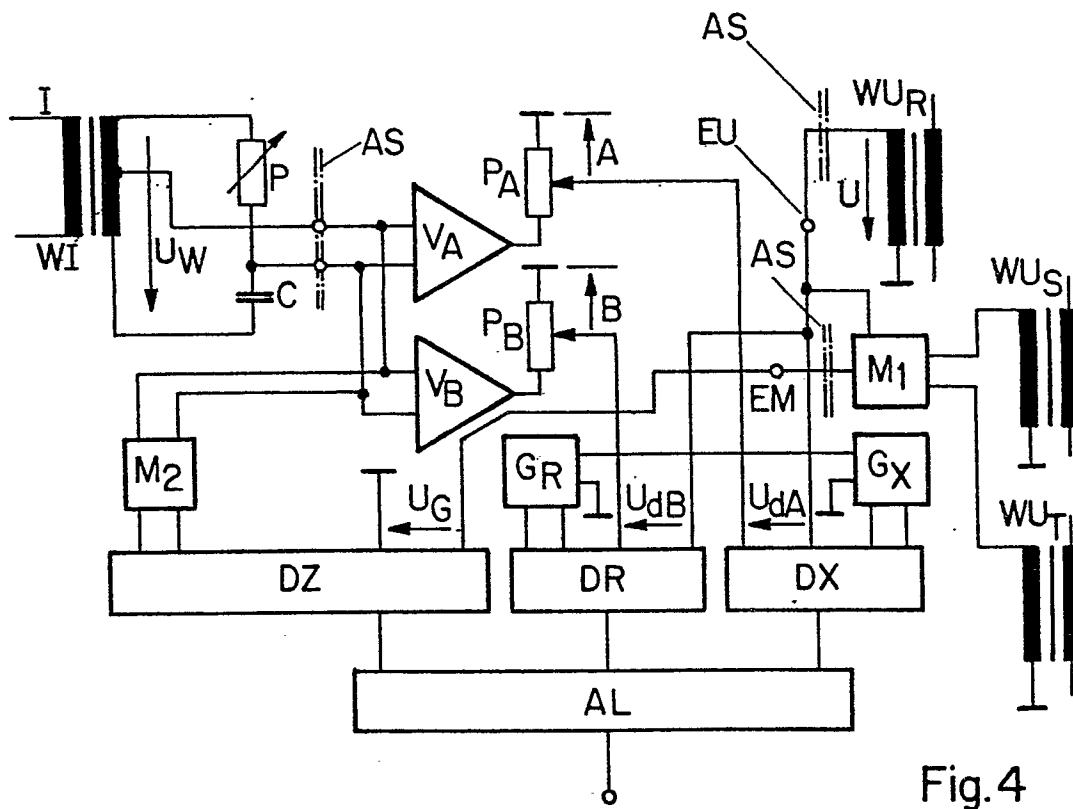 AS
I
WU_R
AS
EU
P
P_A
A
U
V_A
WI
U_W
AS
WU_S
C
P_B
B
V_B
M_1
EM
M_2
G_R
G_X
U_G
U_dB
U_dA
WU_T
DZ
DR
DX
AL
Fig. 4